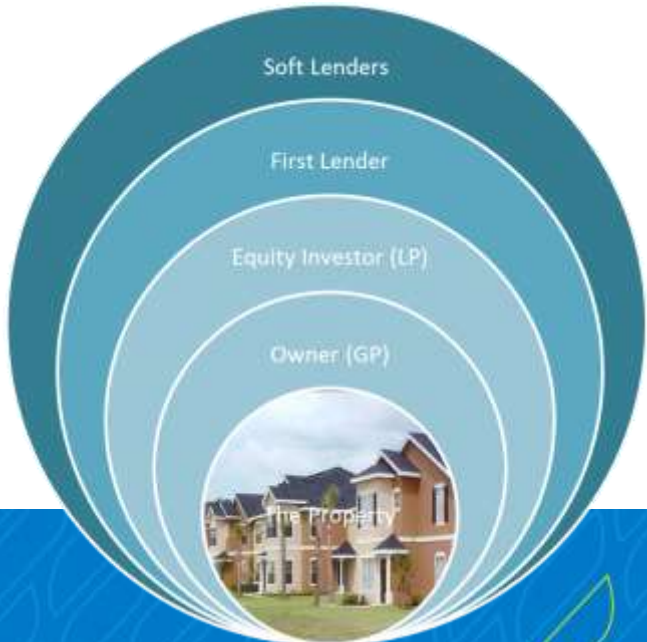 Soft Lenders
First Lender
Equity Investor (LP)
Owner (GP)
The Property